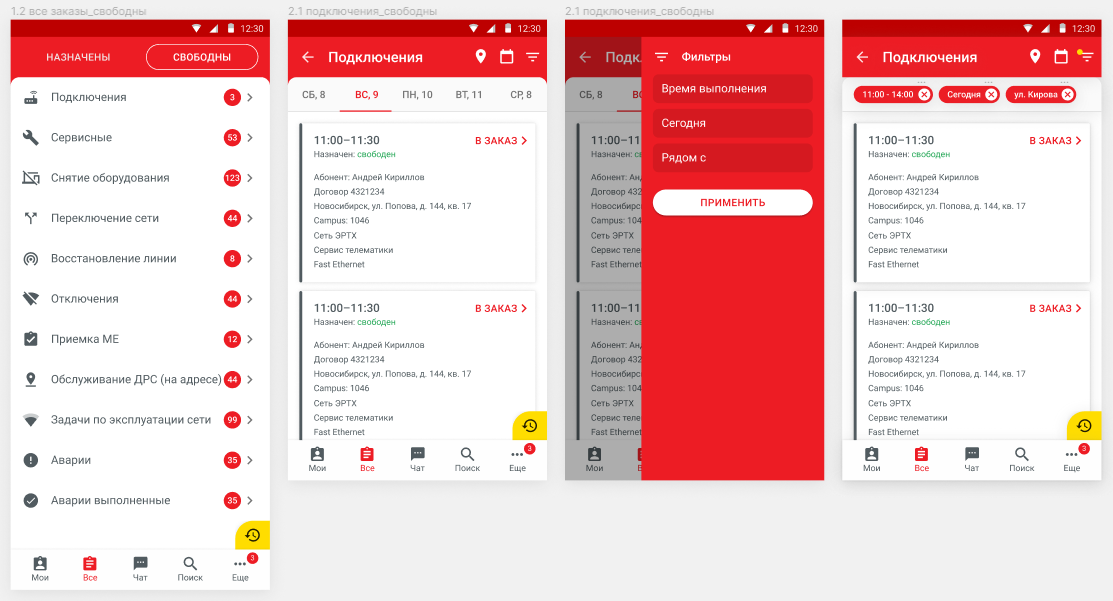 1.2 все заказы_свободны
12:30
НАЗНАЧЕНЫ
СВОБОДНЫ
Подключения
3
Сервисные
53
Снятие оборудования
123
Переключение сети
44
Восстановление линии
8
Отключения
44
Приемка МЕ
12
Обслуживание ДРС (на адресе)
44
Задачи по эксплуатации сети
99
Аварии
35
Аварии выполненные
35
Мои
Все
Чат
Поиск
3
Еще
2.1 подключения_свободны
12:30
Подключения
СБ, 8
ВС, 9
ПН, 10
ВТ, 11
СР, 8
11:00–11:30
В ЗАКАЗ
Назначен: свободен
Абонент: Андрей Кириллов
Договор 4321234
Новосибирск, ул. Попова, д. 144, кв. 17
Campus: 1046
Сеть ЭРТХ
Сервис телематики
Fast Ethernet
11:00–11:30
В ЗАКАЗ
Назначен: свободен
Абонент: Андрей Кириллов
Договор 4321234
Новосибирск, ул. Попова, д. 144, кв. 17
Campus: 1046
Сеть ЭРТХ
Сервис телематики
Fast Ethernet
Мои
Все
Чат
Поиск
3
Еще
2.1 подключения_свободны
12:30
Подк
СБ, 8
ВС
11:00–11:30
Назначен: св
Абонент: Анд
Договор 432
Новосибирск,
Campus: 104
Сеть ЭРТХ
Сервис телем
Fast Ethernet
11:00–11:30
Назначен: св
Абонент: Анд
Договор 432
Новосибирск,
Campus: 104
Сеть ЭРТХ
Сервис телем
Fast Ethernet
Мои
В
Фильтры
Время выполнения
Сегодня
Рядом с
ПРИМЕНИТЬ
12:30
Подключения
11:00 - 14:00
Сегодня
ул. Кирова
11:00–11:30
В ЗАКАЗ
Назначен: свободен
Абонент: Андрей Кириллов
Договор 4321234
Новосибирск, ул. Попова, д. 144, кв. 17
Campus: 1046
Сеть ЭРТХ
Сервис телематики
Fast Ethernet
11:00–11:30
В ЗАКАЗ
Назначен: свободен
Абонент: Андрей Кириллов
Договор 4321234
Новосибирск, ул. Попова, д. 144, кв. 17
Campus: 1046
Сеть ЭРТХ
Сервис телематики
Fast Ethernet
Мои
Все
Чат
Поиск
3
Еще